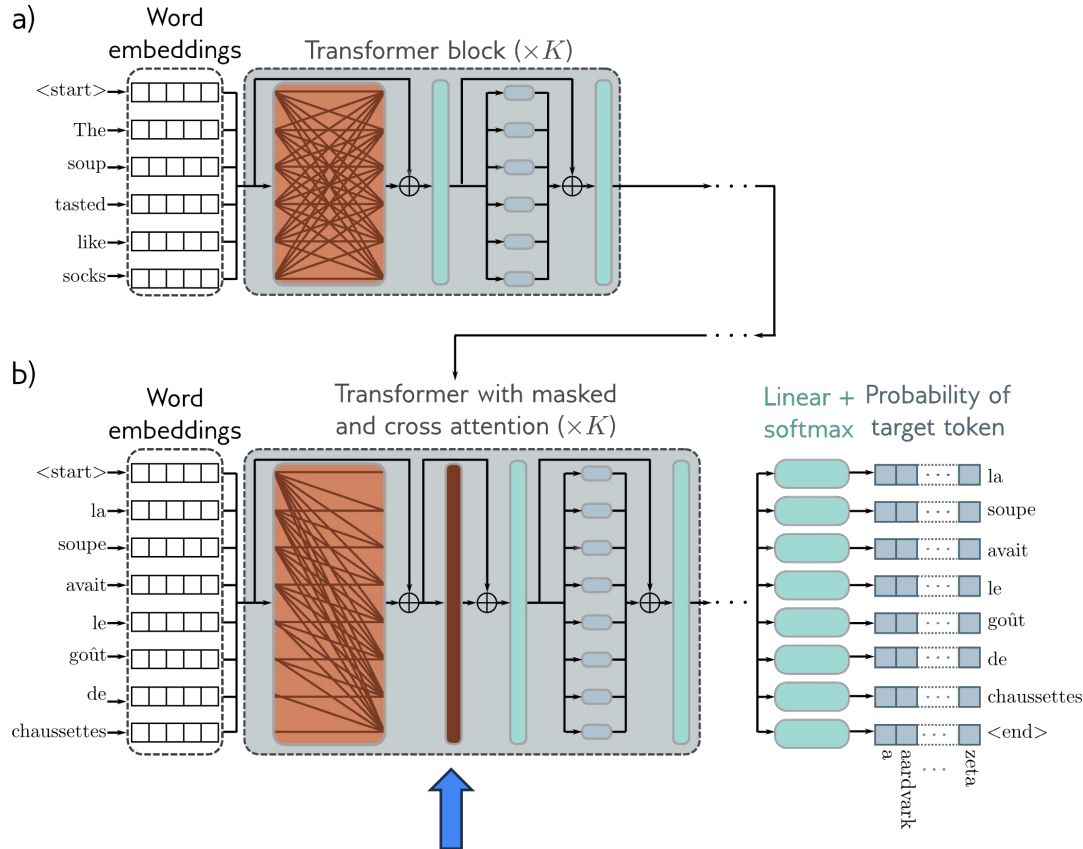 a)
Word
embeddings
Transformer block (×K)
<start>
The
soup
tasted
like
socks
· · ·
· · ·
b)
Word
embeddings
Transformer with masked
and cross attention (×K)
Linear +
softmax
Probability of
target token
<start>
la
soupe
avait
le
goût
de
chaussettes
· · ·
· · · la
· · · soupe
· · · avait
· · · le
· · · goût
· · · de
· · · chaussettes
· · · <end>
a
aardvark
· · ·
zeta